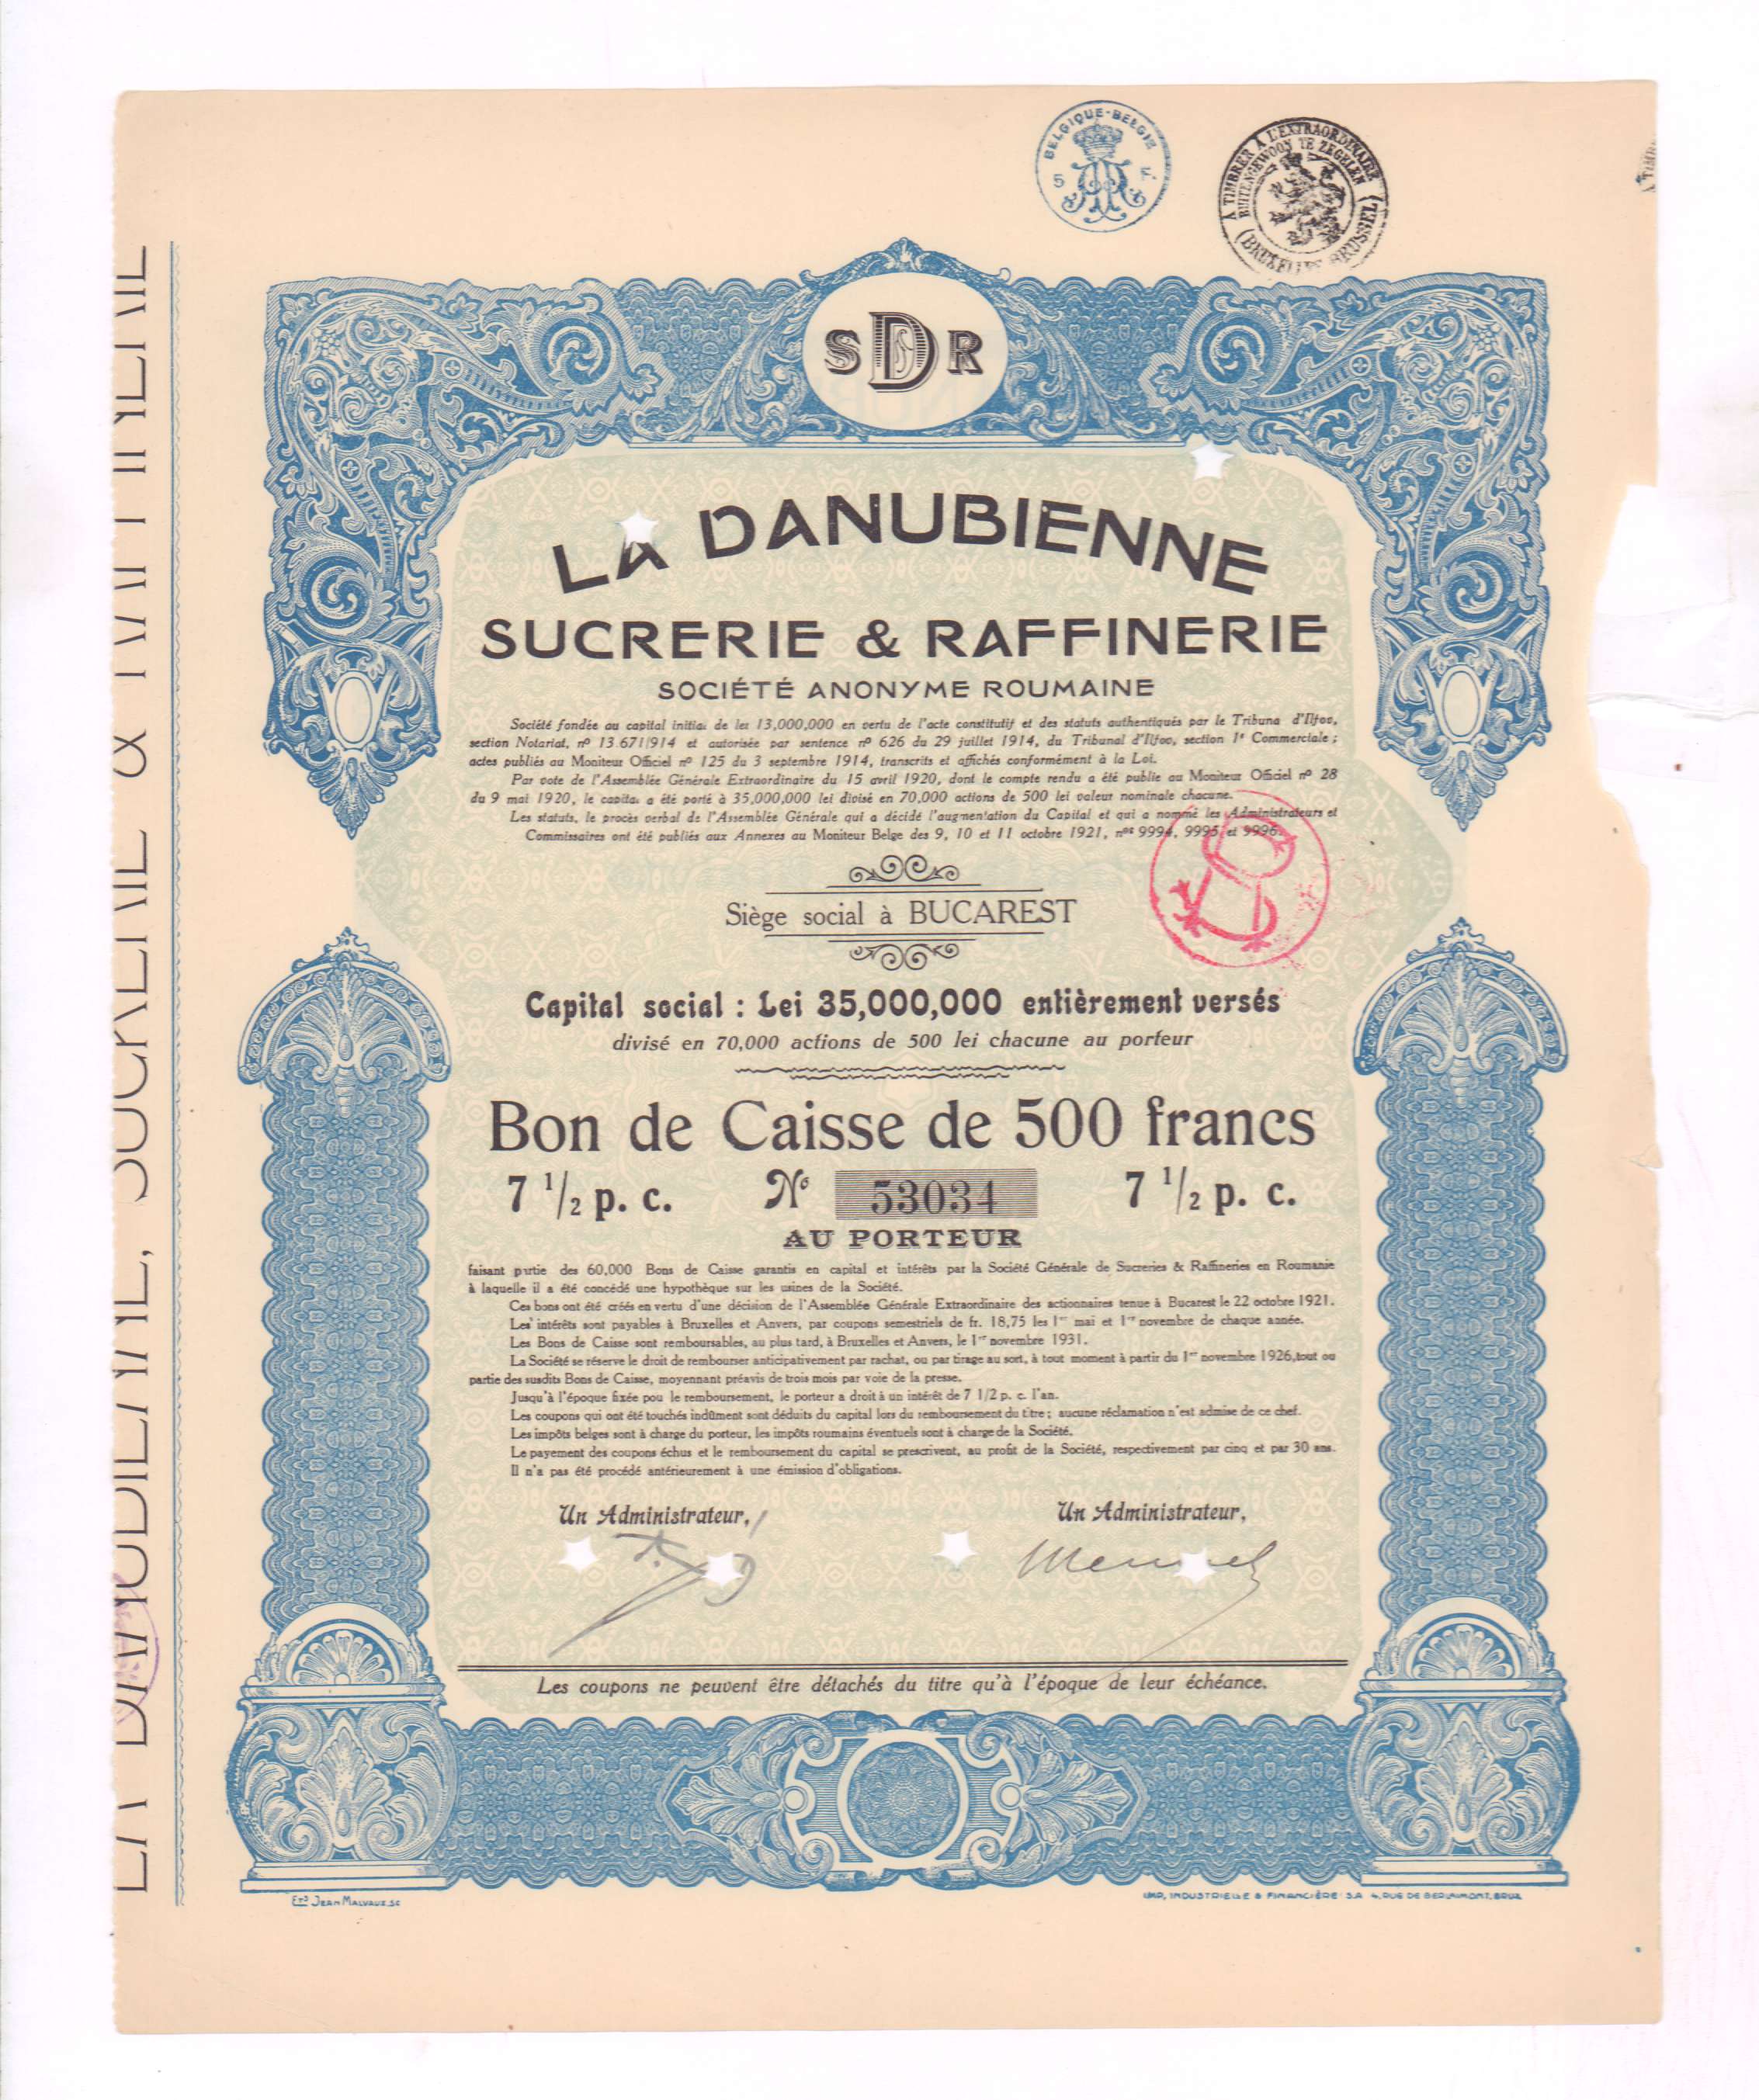 BELGIQUE-BELGIË
5 F.
A TIMBRER A L'EXTRAORDINAIRE
BUITENGEWOON TE ZEGELEN
(BRUXELLES BRUSSEL)
A TIMBR
SDR
LA DANUBIENNE
SUCRERIE & RAFFINERIE
SOCIÉTÉ ANONYME ROUMAINE
Société fondée au capital initia. de lei 13,000,000 en vertu de l'acte constitutif et des statuts authentiqués par le Tribuna d'Ilfov,
section Notariat, nº 13.671/914 et autorisée par sentence nº 626 du 29 juillet 1914, du Tribunal d'Ilfov, section 1e Commerciale ;
actes publiés au Moniteur Officiel nº 125 du 3 septembre 1914, transcrits et affichés conformément à la Loi.
Par vote de l'Assemblée Générale Extraordinaire du 15 avril 1920, dont le compte rendu a été publie au Moniteur Officiel nº 28
du 9 mai 1920, le capita. a été porté à 35,000,000 lei divisé en 70,000 actions de 500 lei valeur nominale chacune.
Les statuts, le procès verbal de l'Assemblée Générale qui a décidé l'augmentation du Capital et qui a nommé les Administrateurs et
Commissaires ont été publiés aux Annexes au Moniteur Belge des 9, 10 et 11 octobre 1921, nos 9994, 9995 et 9996.
Siège social à BUCAREST
Capital social : Lei 35,000,000 entièrement versés
divisé en 70,000 actions de 500 lei chacune au porteur
Bon de Caisse de 500 francs
7 1/2 p. c. Nº 53034 7 1/2 p. c.
AU PORTEUR
faisant partie des 60,000 Bons de Caisse garantis en capital et intérêts par la Société Générale de Sucreries & Raffineries en Roumanie
à laquelle il a été concédé une hypothèque sur les usines de la Société.
Ces bons ont été créés en vertu d'une décision de l'Assemblée Générale Extraordinaire des actionnaires tenue à Bucarest le 22 octobre 1921.
Les intérêts sont payables à Bruxelles et Anvers, par coupons semestriels de fr. 18,75 les 1er mai et 1er novembre de chaque année.
Les Bons de Caisse sont remboursables, au plus tard, à Bruxelles et Anvers, le 1er novembre 1931.
La Société se réserve le droit de rembourser anticipativement par rachat, ou par tirage au sort, à tout moment à partir du 1er novembre 1926, tout ou
partie des susdits Bons de Caisse, moyennant préavis de trois mois par voie de la presse.
Jusqu'à l'époque fixée pou le remboursement, le porteur a droit à un intérêt de 7 1/2 p. c. l'an.
Les coupons qui ont été touchés indûment sont déduits du capital lors du remboursement du titre ; aucune réclamation n'est admise de ce chef.
Les impôts belges sont à charge du porteur, les impôts roumains éventuels sont à charge de la Société.
Le payement des coupons échus et le remboursement du capital se prescrivent, au profit de la Société, respectivement par cinq et par 30 ans.
Il n'a pas été procédé antérieurement à une émission d'obligations.
Un Administrateur, Un Administrateur,
Les coupons ne peuvent être détachés du titre qu'à l'époque de leur échéance.
Ets JEAN MALVAUX, SC
IMP, INDUSTRIELLE & FINANCIÈRE S.A 4, RUE DE BERLAIMONT, BRUX.
LA DANUBIENNE, SUCRERIE & RAFFINERIE